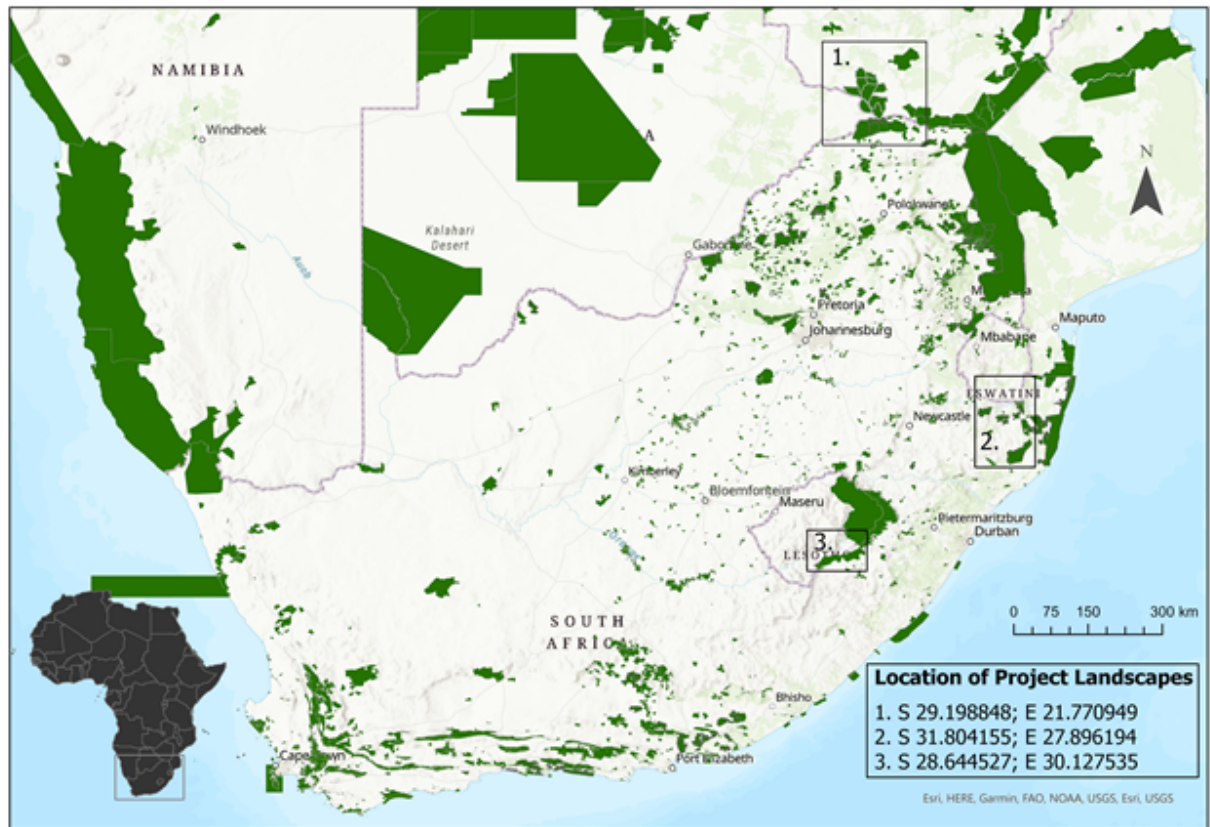 NAMIBIA
Windhoek
Kalahari
Desert
Auob
1.
N
Polokwane
Gaborone
Pretoria
Johannesburg
Maputo
Mbabane
ESWATINI
2.
Newcastle
Kimberley
Bloemfontein
Maseru
3.
LESOTHO
Pietermaritzburg
Durban
SOUTH
AFRICA
0 75 150 300 km
Bhisho
Cape Town
Port Elizabeth
Location of Project Landscapes
1. S 29.198848; E 21.770949
2. S 31.804155; E 27.896194
3. S 28.644527; E 30.127535
Esri, HERE, Garmin, FAO, NOAA, USGS, Esri, USGS